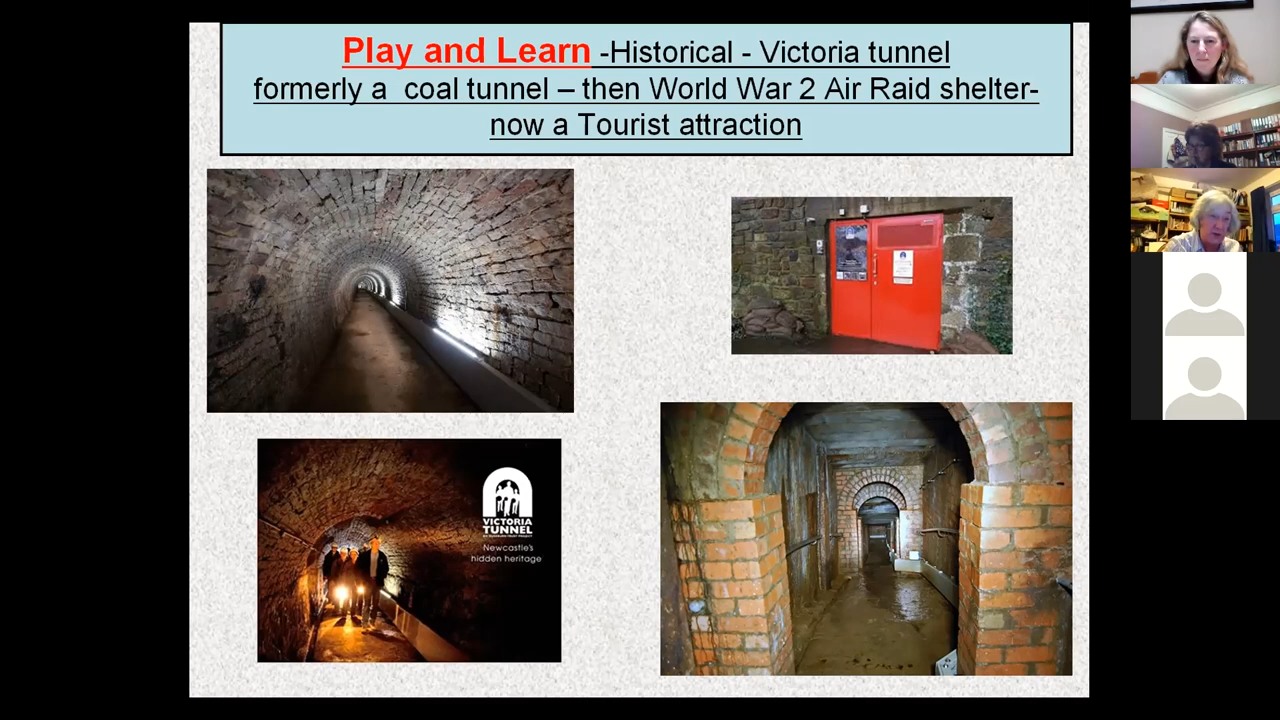 Play and Learn -Historical - Victoria tunnel
formerly a coal tunnel – then World War 2 Air Raid shelter-
now a Tourist attraction
VICTORIA
TUNNEL
Newcastle's
hidden heritage